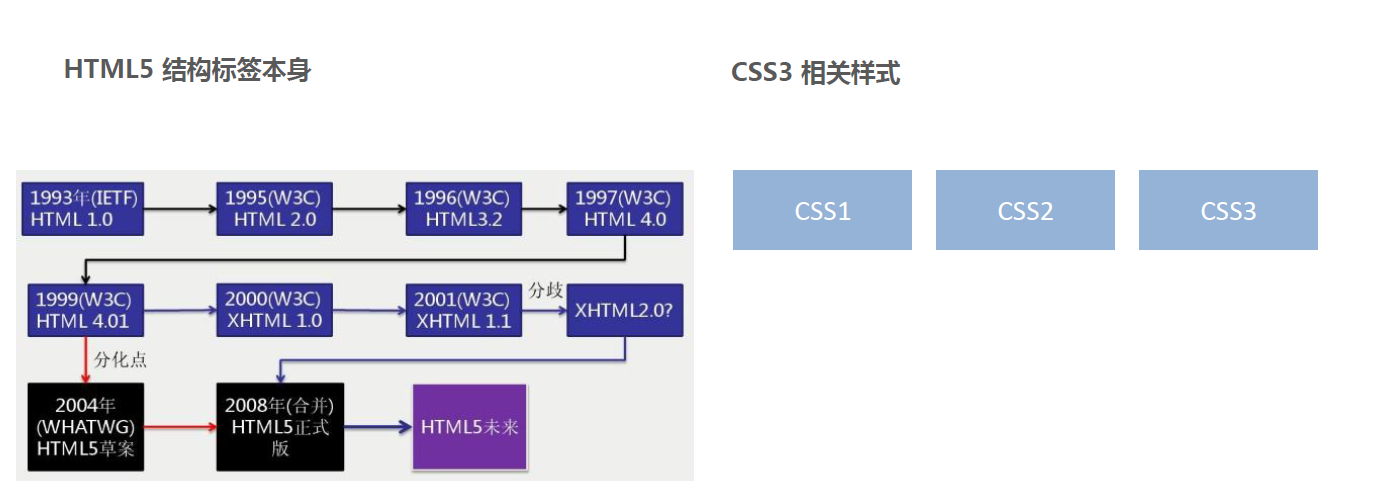 HTML5 结构标签本身
CSS3 相关样式
1993年(IETF)
HTML 1.0
1995(W3C)
HTML 2.0
1996(W3C)
HTML3.2
1997(W3C)
HTML 4.0
CSS1
CSS2
CSS3
1999(W3C)
HTML 4.01
2000(W3C)
XHTML 1.0
2001(W3C)
XHTML 1.1
分歧
XHTML2.0?
分化点
2004年
(WHATWG)
HTML5草案
2008年(合并)
HTML5正式
版
HTML5未来